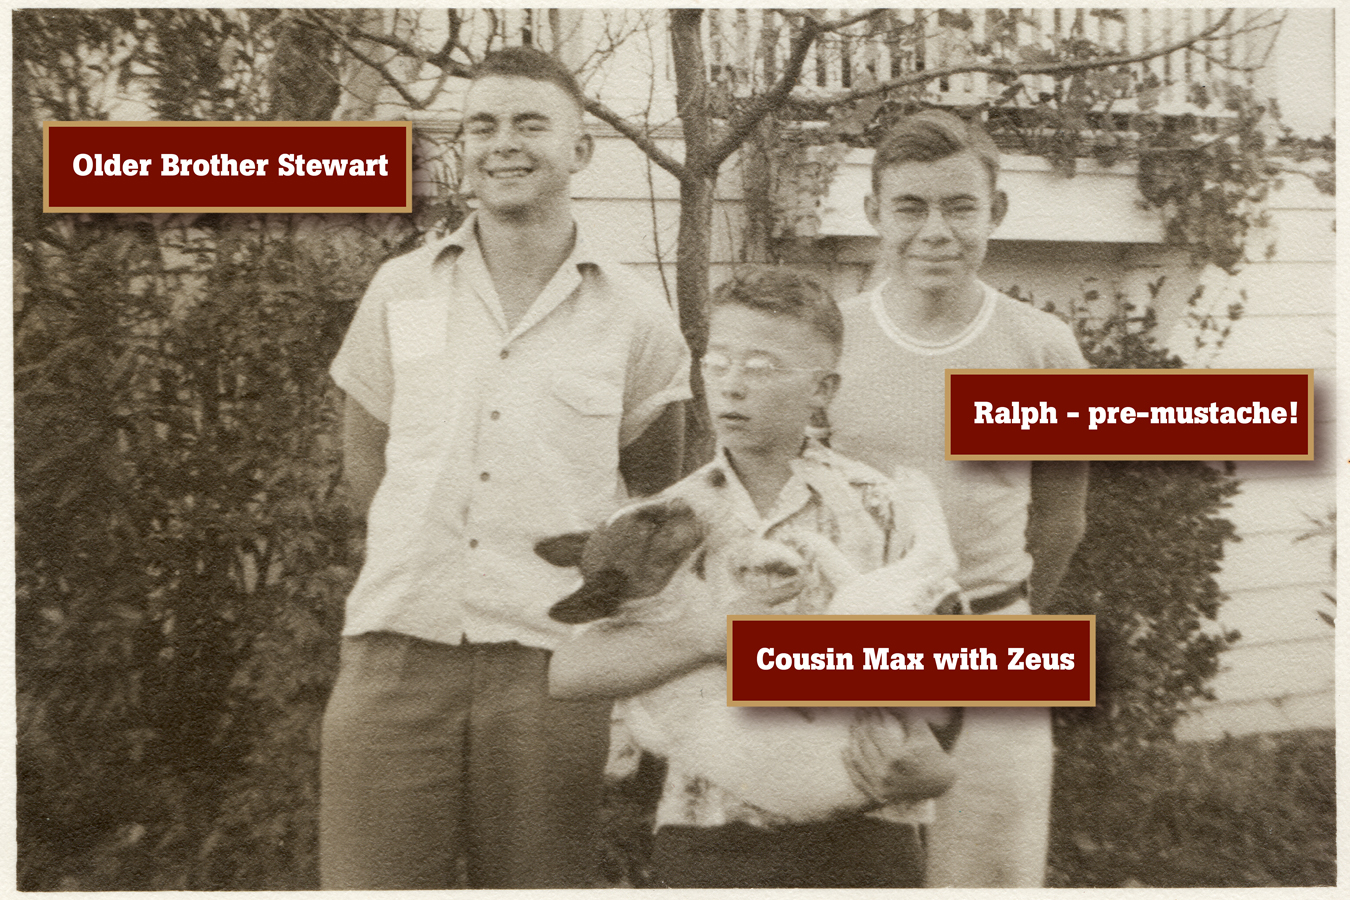 Older Brother Stewart
Ralph - pre-mustache!
Cousin Max with Zeus